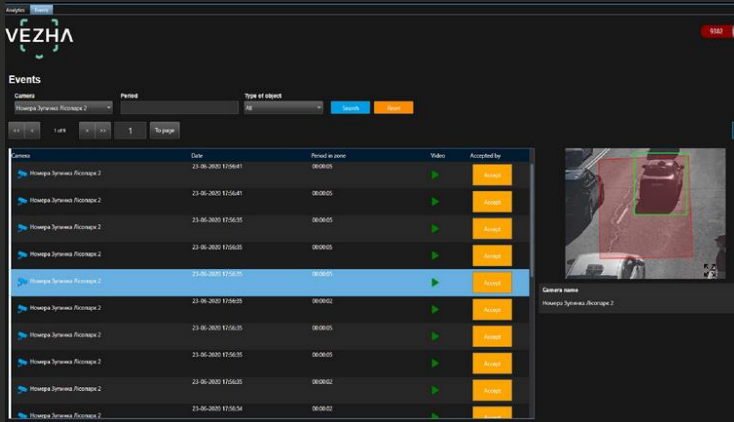 Analytics Events
VEZHA
9382
Events
Camera Period Type of object
Номера Зупинка Лісопарк 2 All Search Reset
<< < 1 of 9 > >> 1 To page
Camera Date Period in zone Video Accepted by
Номера Зупинка Лісопарк 2 23-06-2020 17:56:41 00:00:05 Accept
Номера Зупинка Лісопарк 2 23-06-2020 17:56:41 00:00:05 Accept
Номера Зупинка Лісопарк 2 23-06-2020 17:56:35 00:00:05 Accept
Номера Зупинка Лісопарк 2 23-06-2020 17:56:35 00:00:05 Accept
Номера Зупинка Лісопарк 2 23-06-2020 17:56:35 00:00:05 Accept
Номера Зупинка Лісопарк 2 23-06-2020 17:56:35 00:00:02 Accept
Номера Зупинка Лісопарк 2 23-06-2020 17:56:35 00:00:05 Accept
Номера Зупинка Лісопарк 2 23-06-2020 17:56:35 00:00:05 Accept
Номера Зупинка Лісопарк 2 23-06-2020 17:56:35 00:00:02 Accept
Номера Зупинка Лісопарк 2 23-06-2020 17:56:34 00:00:02 Accept
Camera name
Номера Зупинка Лісопарк 2